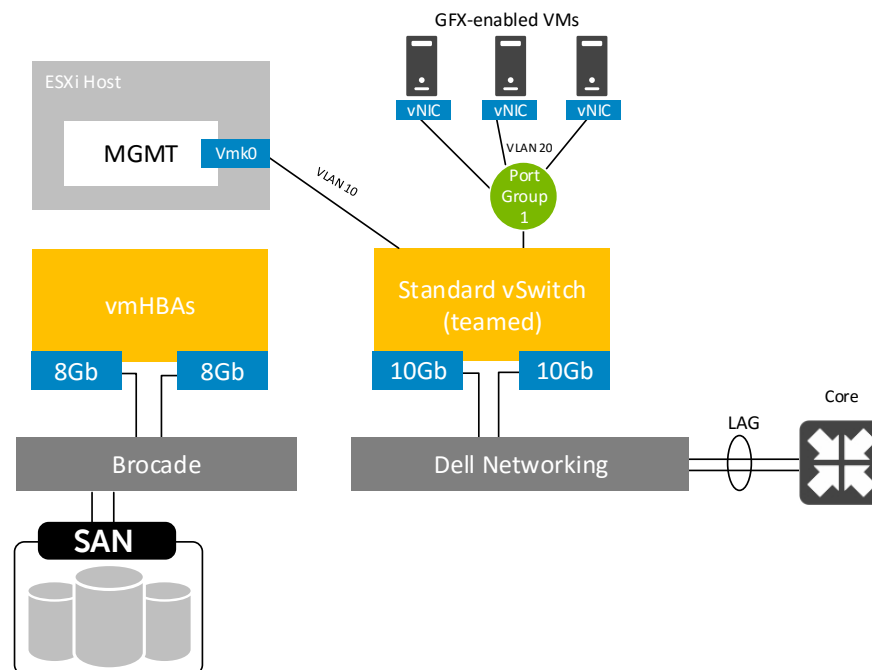 GFX-enabled VMs
ESXi Host
MGMT
Vmk0
vNIC
vNIC
vNIC
VLAN 20
VLAN 10
Port
Group
1
vmHBAs
8Gb
8Gb
Standard vSwitch
(teamed)
10Gb
10Gb
Brocade
Dell Networking
LAG
Core
SAN